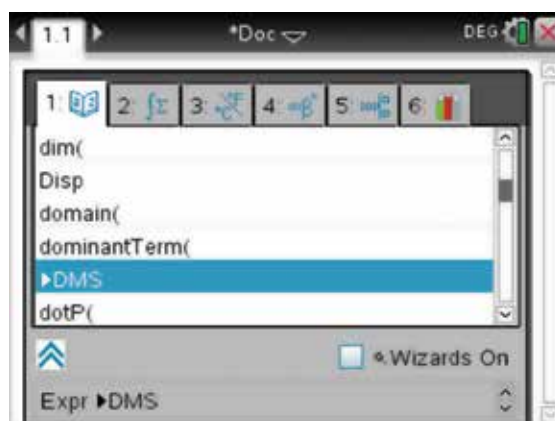 1.1 *Doc DEG
1: 2: ∫Σ 3: 4: 5: 6:
dim(
Disp
domain(
dominantTerm(
▶DMS
dotP(
Wizards On
Expr ▶DMS